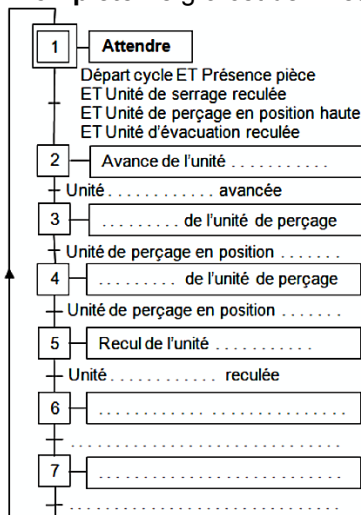 1 Attendre
Départ cycle ET Présence pièce
ET Unité de serrage reculée
ET Unité de perçage en position haute
ET Unité d'évacuation reculée
2 Avance de l'unité . . . . . . . . . . .
Unité . . . . . . . . . . . . avancée
3 . . . . . . . . . de l'unité de perçage
Unité de perçage en position . . . . . . .
4 . . . . . . . . . de l'unité de perçage
Unité de perçage en position . . . . . . .
5 Recul de l'unité . . . . . . . . . . .
Unité . . . . . . . . . . . . reculée
6 . . . . . . . . . . . . . . . . . . . . . . . . . . . .
. . . . . . . . . . . . . . . . . . . . . . . . . . . . . .
7 . . . . . . . . . . . . . . . . . . . . . . . . . . . .
. . . . . . . . . . . . . . . . . . . . . . . . . . . . . .